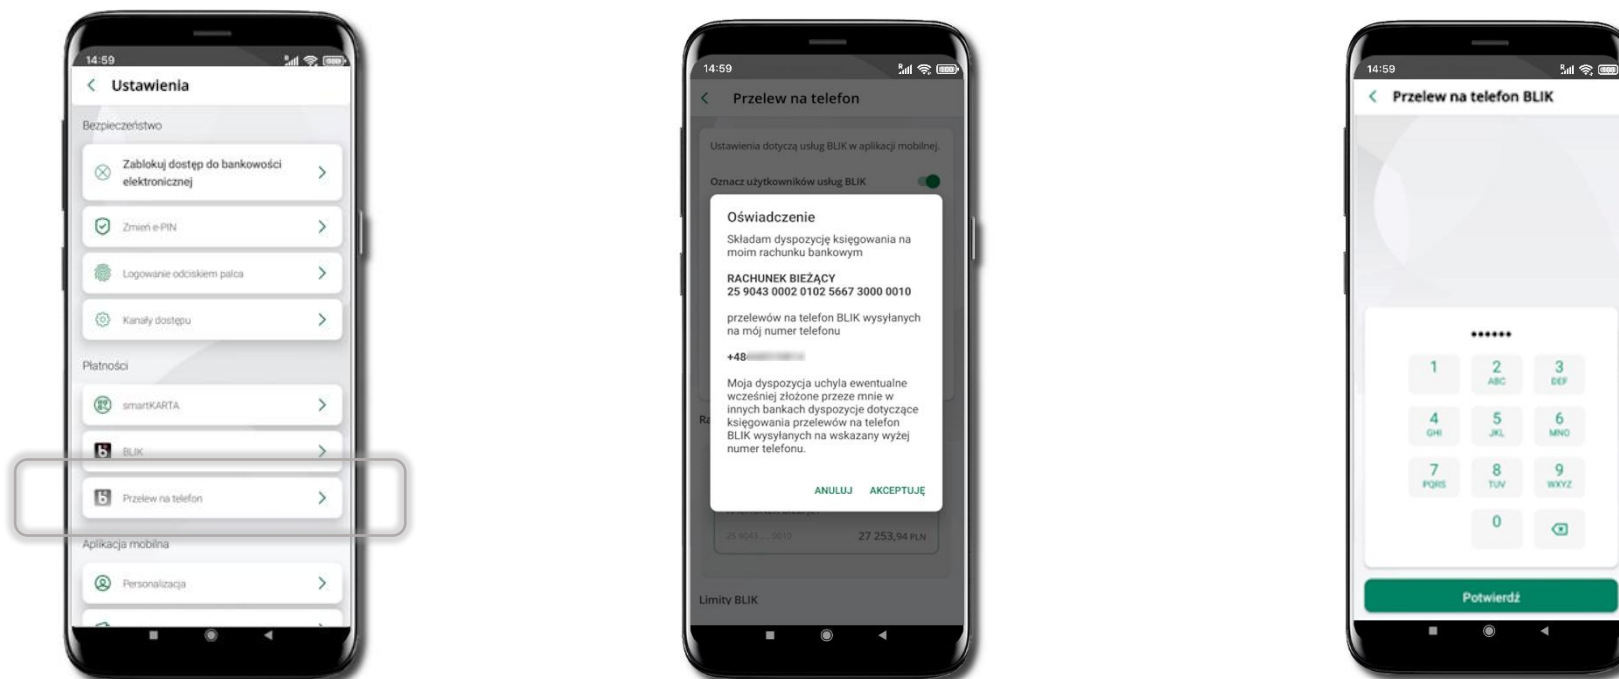 14:59
Ustawienia
Bezpieczeństwo
Zablokuj dostęp do bankowości
elektronicznej
Zmień e-PIN
Logowanie odciskiem palca
Kanały dostępu
Płatności
smartKARTA
BLIK
Przelew na telefon
Aplikacja mobilna
Personalizacja
14:59
Przelew na telefon
Ustawienia dotyczą usług BLIK w aplikacji mobilnej.
Oznacz użytkowników usług BLIK
Oświadczenie
Składam dyspozycję księgowania na
moim rachunku bankowym
RACHUNEK BIEŻĄCY
25 9043 0002 0102 5667 3000 0010
przelewów na telefon BLIK wysyłanych
na mój numer telefonu
+48
Moja dyspozycja uchyla ewentualne
wcześniej złożone przeze mnie w
innych bankach dyspozycje dotyczące
księgowania przelewów na telefon
BLIK wysyłanych na wskazany wyżej
numer telefonu.
ANULUJ AKCEPTUJĘ
25 9043 ... 0010 27 253,94 PLN
Limity BLIK
14:59
Przelew na telefon BLIK
••••••
1 2 3
ABC DEF
4 5 6
GHI JKL MNO
7 8 9
PQRS TUV WXYZ
0
Potwierdź